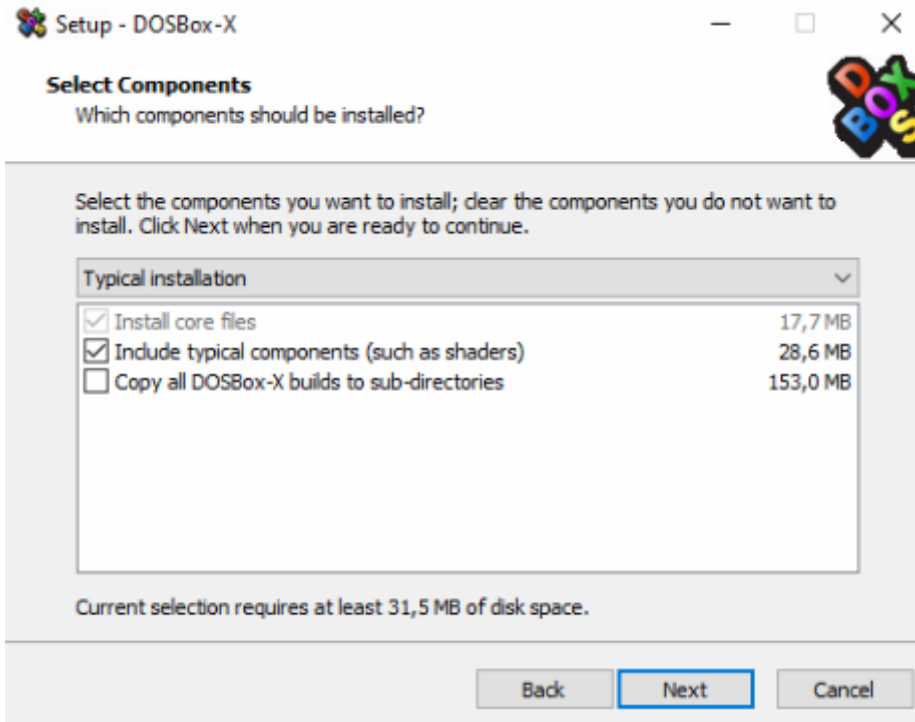 Setup - DOSBox-X
Select Components
Which components should be installed?
DOS
BOX
Select the components you want to install; clear the components you do not want to
install. Click Next when you are ready to continue.
Typical installation
Install core files 17,7 MB
Include typical components (such as shaders) 28,6 MB
Copy all DOSBox-X builds to sub-directories 153,0 MB
Current selection requires at least 31,5 MB of disk space.
Back Next Cancel